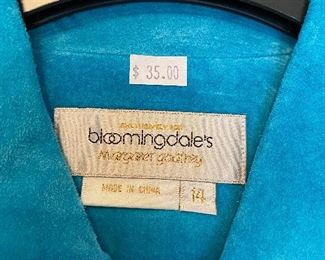 $ 35.00
bloomingdale's
margaret godfrey
MADE IN CHINA
14